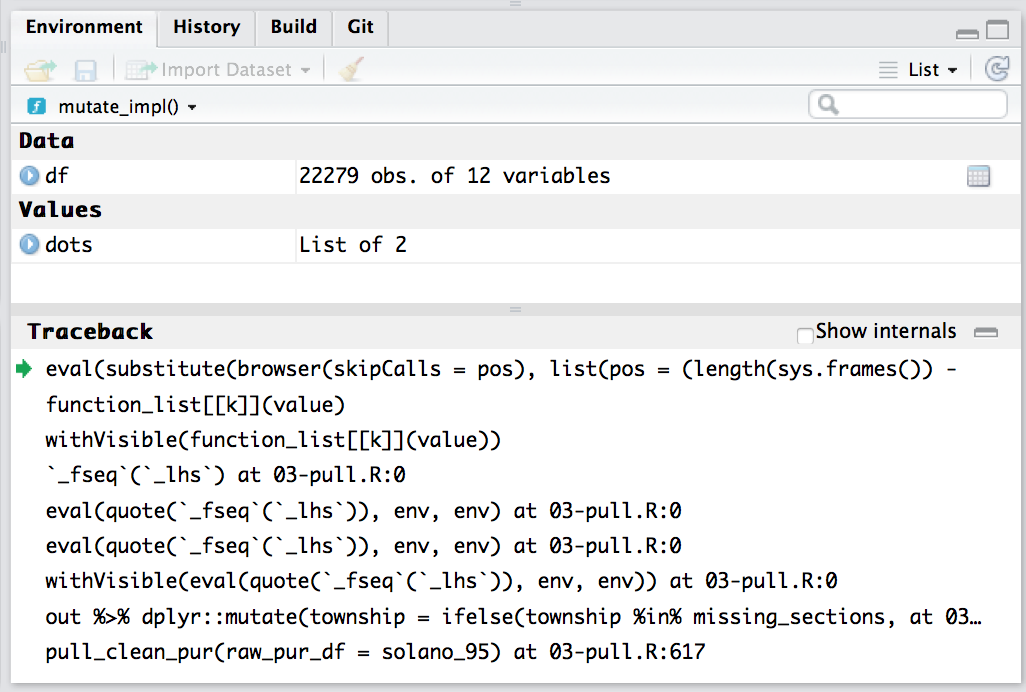 Environment History Build Git
Import Dataset List
mutate_impl()
Data
df 22279 obs. of 12 variables
Values
dots List of 2
Traceback Show internals
eval(substitute(browser(skipCalls = pos), list(pos = (length(sys.frames()) -
function_list[[k]](value)
withVisible(function_list[[k]](value))
`_fseq`(`_lhs`) at 03-pull.R:0
eval(quote(`_fseq`(`_lhs`)), env, env) at 03-pull.R:0
eval(quote(`_fseq`(`_lhs`)), env, env) at 03-pull.R:0
withVisible(eval(quote(`_fseq`(`_lhs`)), env, env)) at 03-pull.R:0
out %>% dplyr::mutate(township = ifelse(township %in% missing_sections, at 03…
pull_clean_pur(raw_pur_df = solano_95) at 03-pull.R:617